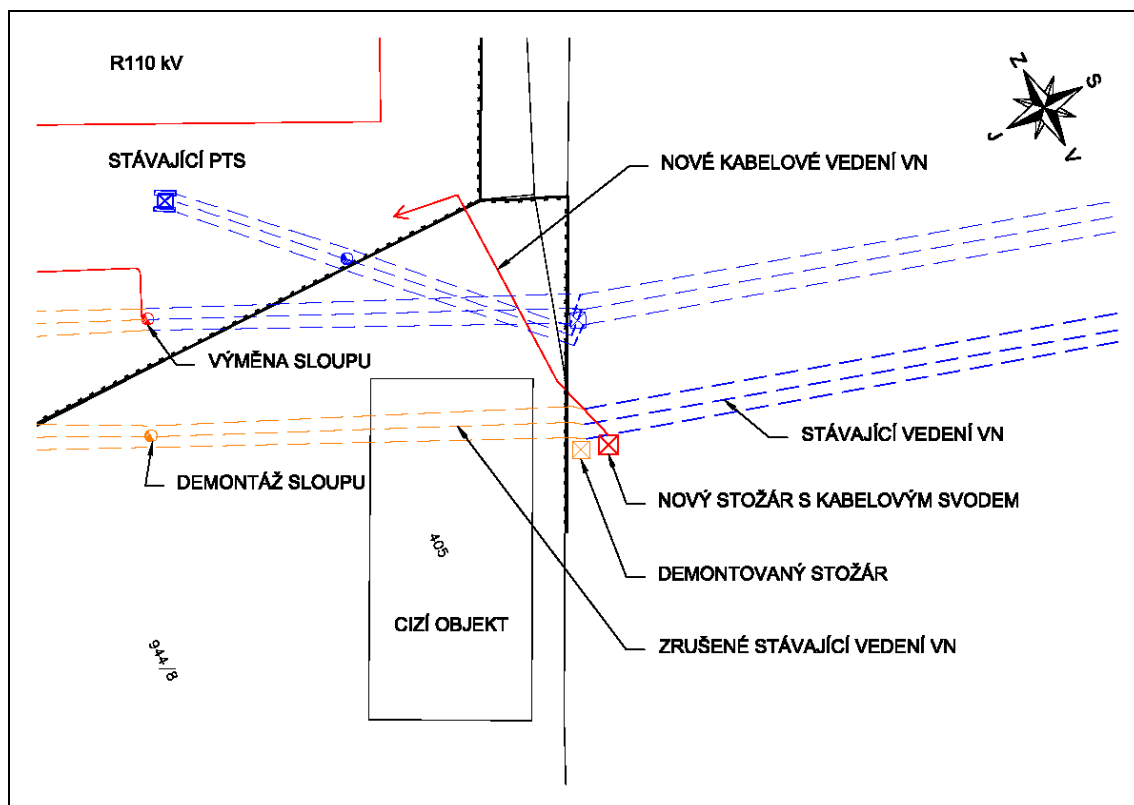 R110 kV
Z
S
J
V
STÁVAJÍCÍ PTS
NOVÉ KABELOVÉ VEDENÍ VN
VÝMĚNA SLOUPU
STÁVAJÍCÍ VEDENÍ VN
DEMONTÁŽ SLOUPU
NOVÝ STOŽÁR S KABELOVÝM SVODEM
405
DEMONTOVANÝ STOŽÁR
CIZÍ OBJEKT
ZRUŠENÉ STÁVAJÍCÍ VEDENÍ VN
944/8